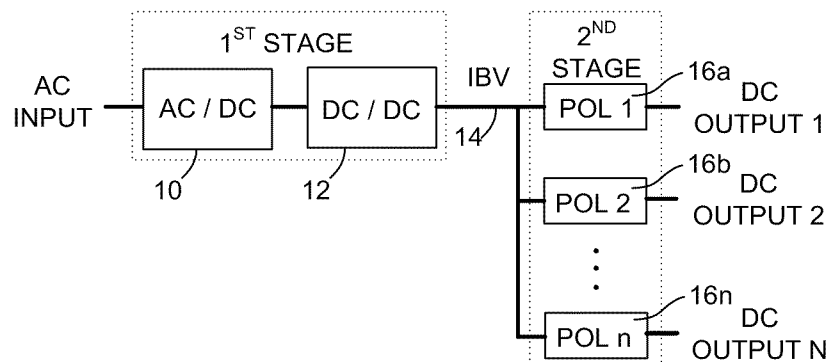 1ST STAGE
2ND STAGE
AC INPUT
AC / DC
DC / DC
IBV
10
12
14
16a
POL 1
DC OUTPUT 1
16b
POL 2
DC OUTPUT 2
16n
POL n
DC OUTPUT N